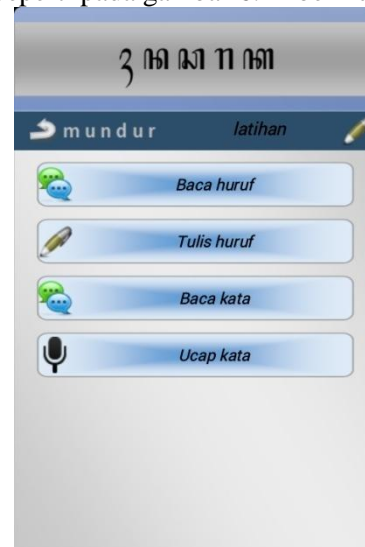 mundur latihan
Baca huruf
Tulis huruf
Baca kata
Ucap kata